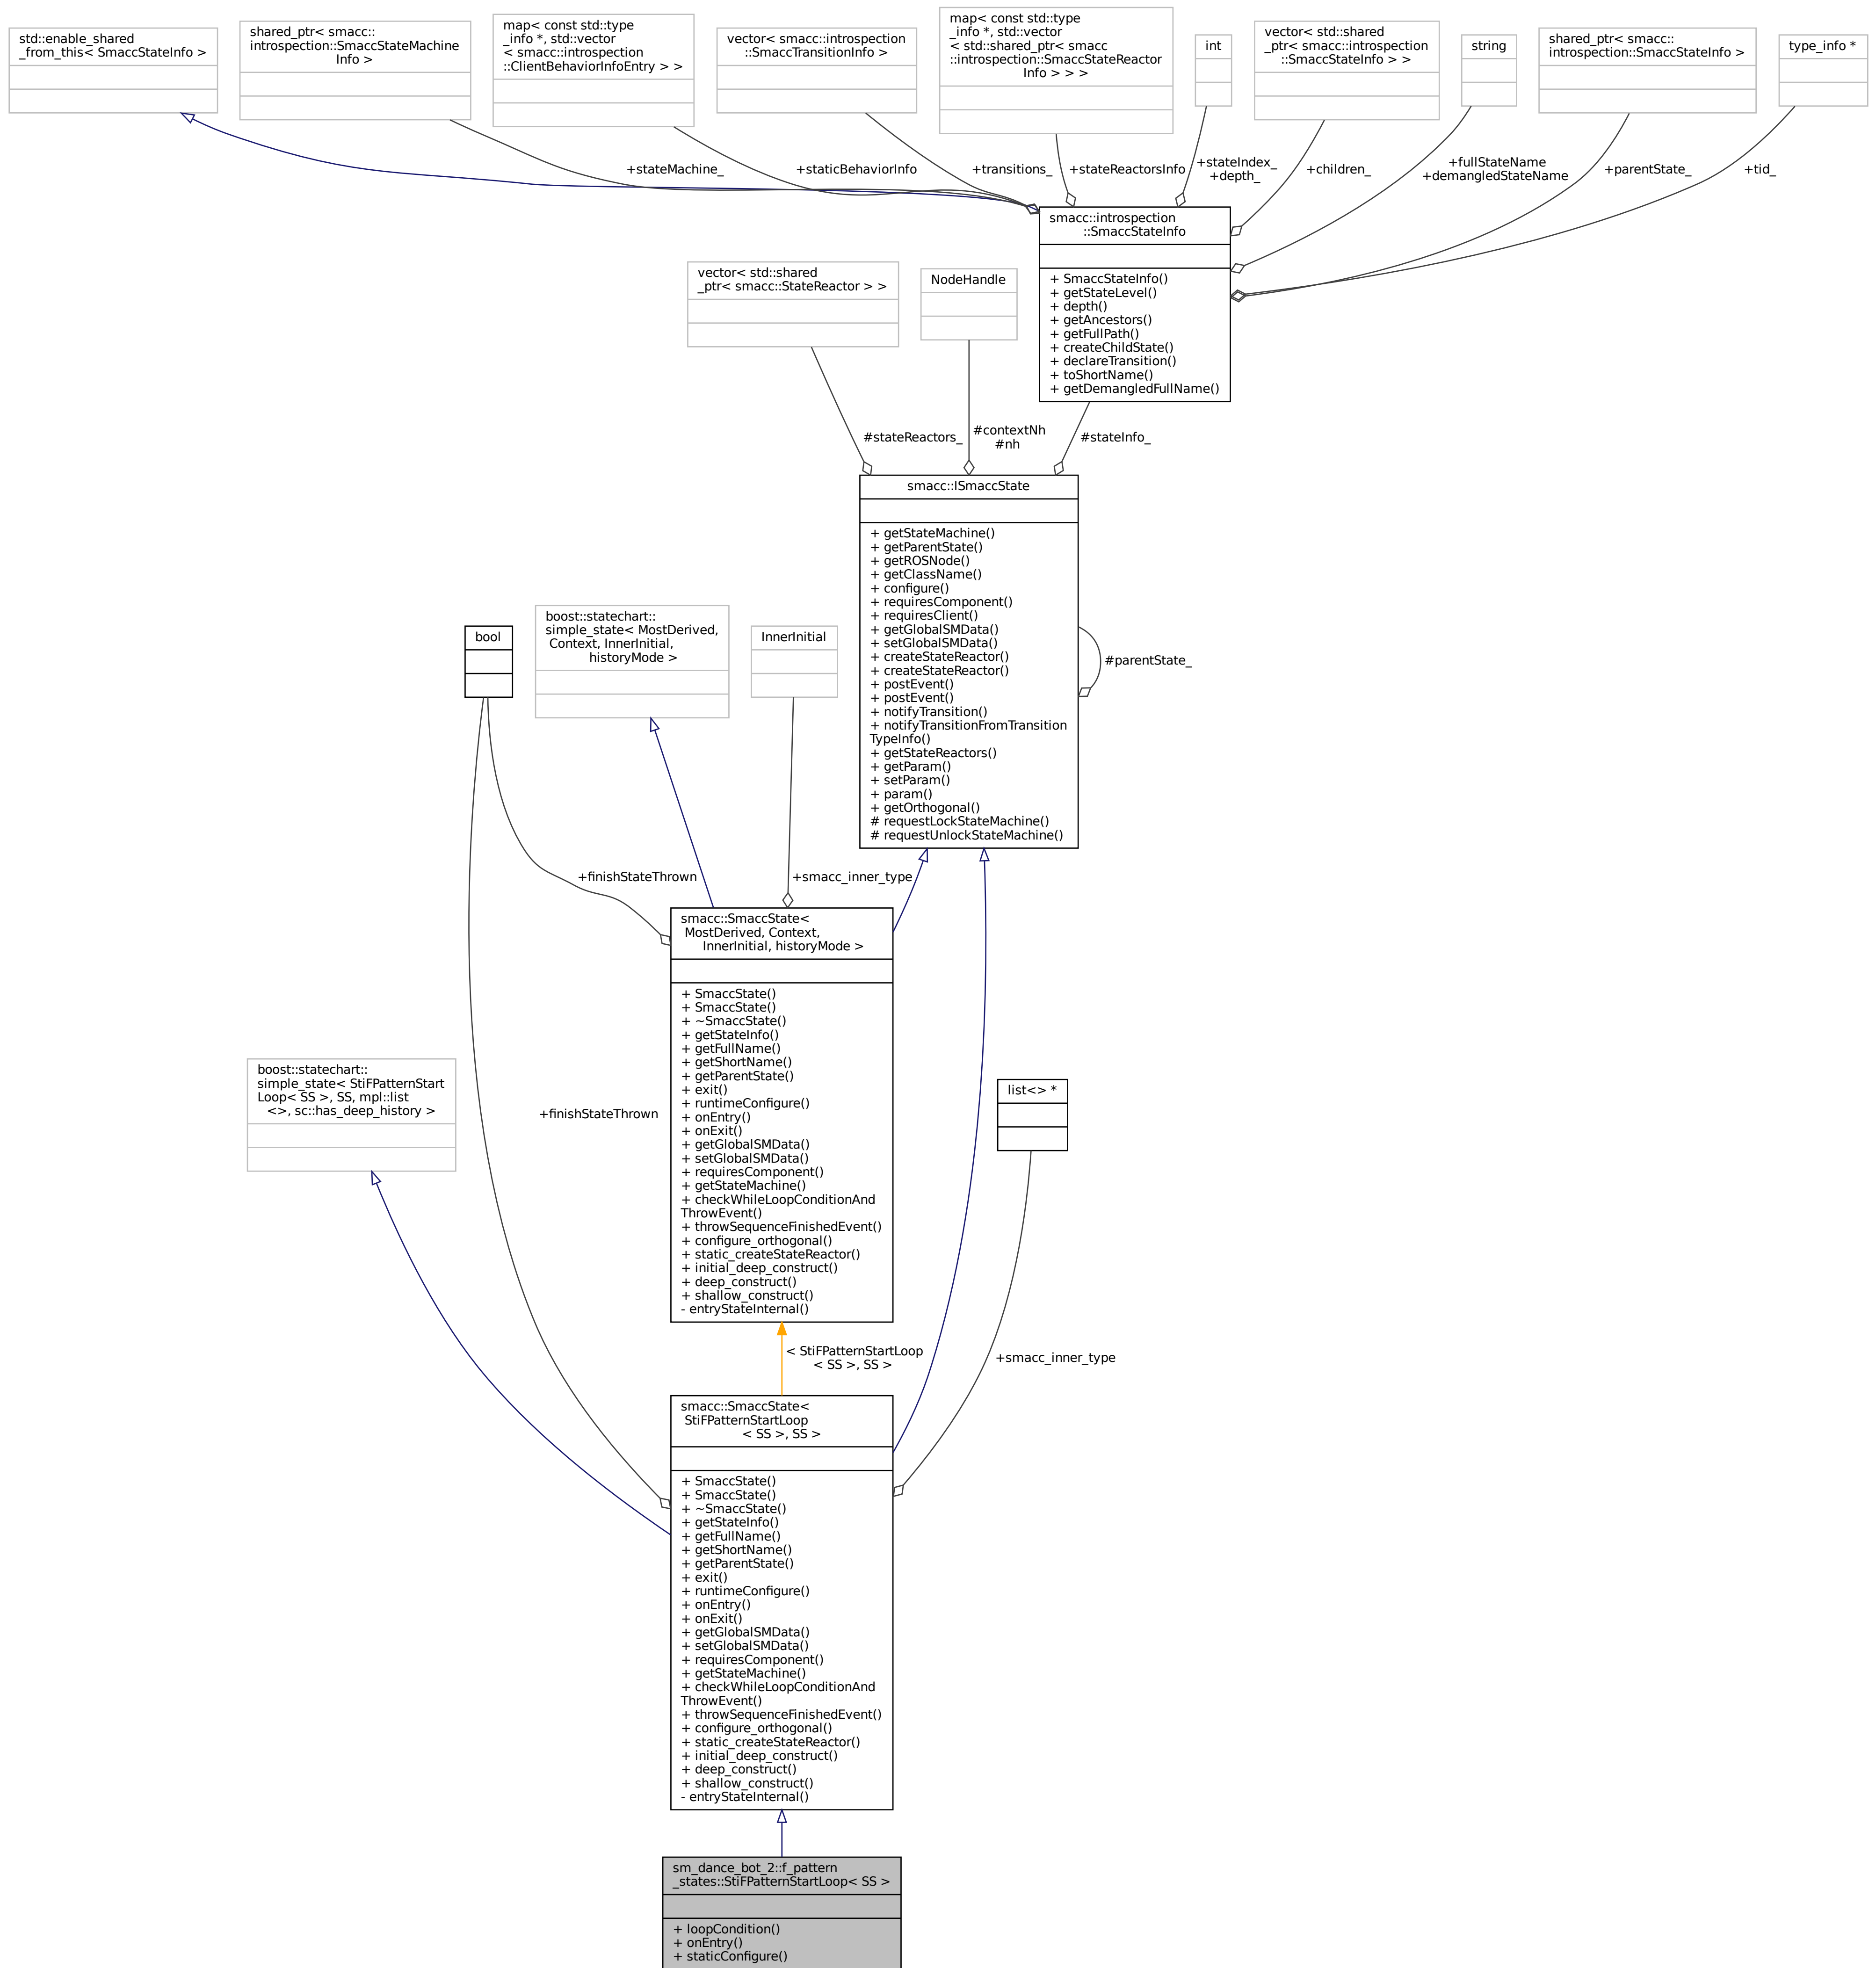 std::enable_shared
_from_this< SmaccStateInfo >
shared_ptr< smacc::
introspection::SmaccStateMachine
Info >
map< const std::type
_info *, std::vector
< smacc::introspection
::ClientBehaviorInfoEntry > >
vector< smacc::introspection
::SmaccTransitionInfo >
map< const std::type
_info *, std::vector
< std::shared_ptr< smacc
::introspection::SmaccStateReactor
Info > > >
int
vector< std::shared
_ptr< smacc::introspection
::SmaccStateInfo > >
string
shared_ptr< smacc::
introspection::SmaccStateInfo >
type_info *
+stateMachine_
+staticBehaviorInfo
+transitions_
+stateReactorsInfo
+stateIndex_
+depth_
+children_
+fullStateName
+demangledStateName
+parentState_
+tid_
smacc::introspection
::SmaccStateInfo
+ SmaccStateInfo()
+ getStateLevel()
+ depth()
+ getAncestors()
+ getFullPath()
+ createChildState()
+ declareTransition()
+ toShortName()
+ getDemangledFullName()
vector< std::shared
_ptr< smacc::StateReactor > >
NodeHandle
#stateReactors_
#contextNh
#nh
#stateInfo_
smacc::ISmaccState
+ getStateMachine()
+ getParentState()
+ getROSNode()
+ getClassName()
+ configure()
+ requiresComponent()
+ requiresClient()
+ getGlobalSMData()
+ setGlobalSMData()
+ createStateReactor()
+ createStateReactor()
+ postEvent()
+ postEvent()
+ notifyTransition()
+ notifyTransitionFromTransition
TypeInfo()
+ getStateReactors()
+ getParam()
+ setParam()
+ param()
+ getOrthogonal()
# requestLockStateMachine()
# requestUnlockStateMachine()
#parentState_
bool
boost::statechart::
simple_state< MostDerived,
Context, InnerInitial,
historyMode >
InnerInitial
+finishStateThrown
+smacc_inner_type
smacc::SmaccState<
MostDerived, Context,
InnerInitial, historyMode >
+ SmaccState()
+ SmaccState()
+ ~SmaccState()
+ getStateInfo()
+ getFullName()
+ getShortName()
+ getParentState()
+ exit()
+ runtimeConfigure()
+ onEntry()
+ onExit()
+ getGlobalSMData()
+ setGlobalSMData()
+ requiresComponent()
+ getStateMachine()
+ checkWhileLoopConditionAnd
ThrowEvent()
+ throwSequenceFinishedEvent()
+ configure_orthogonal()
+ static_createStateReactor()
+ initial_deep_construct()
+ deep_construct()
+ shallow_construct()
- entryStateInternal()
boost::statechart::
simple_state< StiFPatternStart
Loop< SS >, SS, mpl::list
<>, sc::has_deep_history >
+finishStateThrown
list<> *
< StiFPatternStartLoop
< SS >, SS >
+smacc_inner_type
smacc::SmaccState<
StiFPatternStartLoop
< SS >, SS >
+ SmaccState()
+ SmaccState()
+ ~SmaccState()
+ getStateInfo()
+ getFullName()
+ getShortName()
+ getParentState()
+ exit()
+ runtimeConfigure()
+ onEntry()
+ onExit()
+ getGlobalSMData()
+ setGlobalSMData()
+ requiresComponent()
+ getStateMachine()
+ checkWhileLoopConditionAnd
ThrowEvent()
+ throwSequenceFinishedEvent()
+ configure_orthogonal()
+ static_createStateReactor()
+ initial_deep_construct()
+ deep_construct()
+ shallow_construct()
- entryStateInternal()
sm_dance_bot_2::f_pattern
_states::StiFPatternStartLoop< SS >
+ loopCondition()
+ onEntry()
+ staticConfigure()